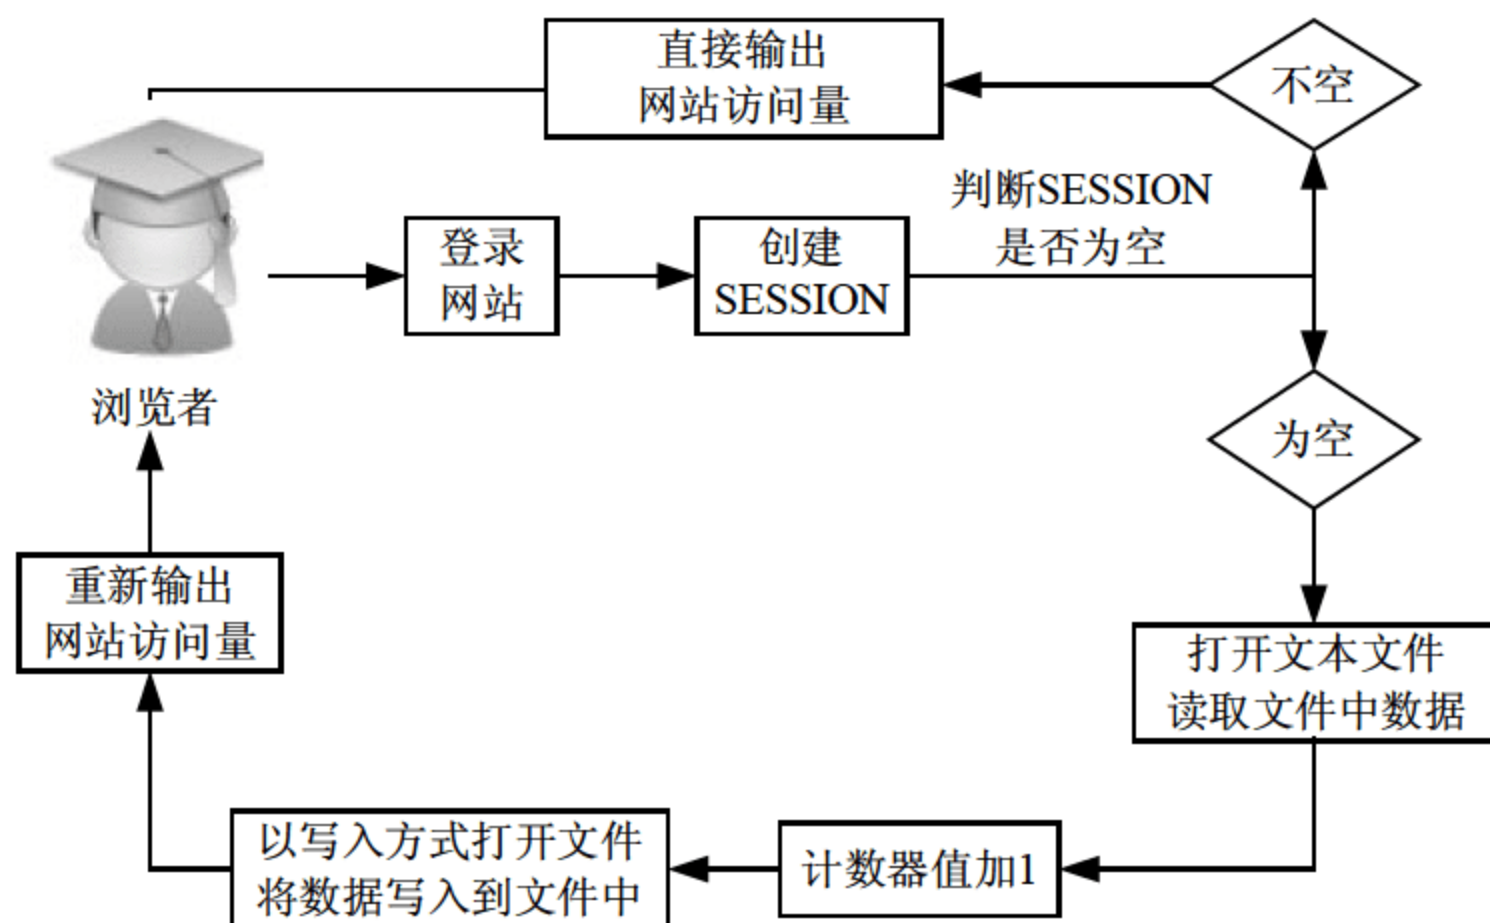 直接输出
网站访问量
不空
判断SESSION
是否为空
登录
网站
创建
SESSION
浏览者
为空
重新输出
网站访问量
打开文本文件
读取文件中数据
以写入方式打开文件
将数据写入到文件中
计数器值加1